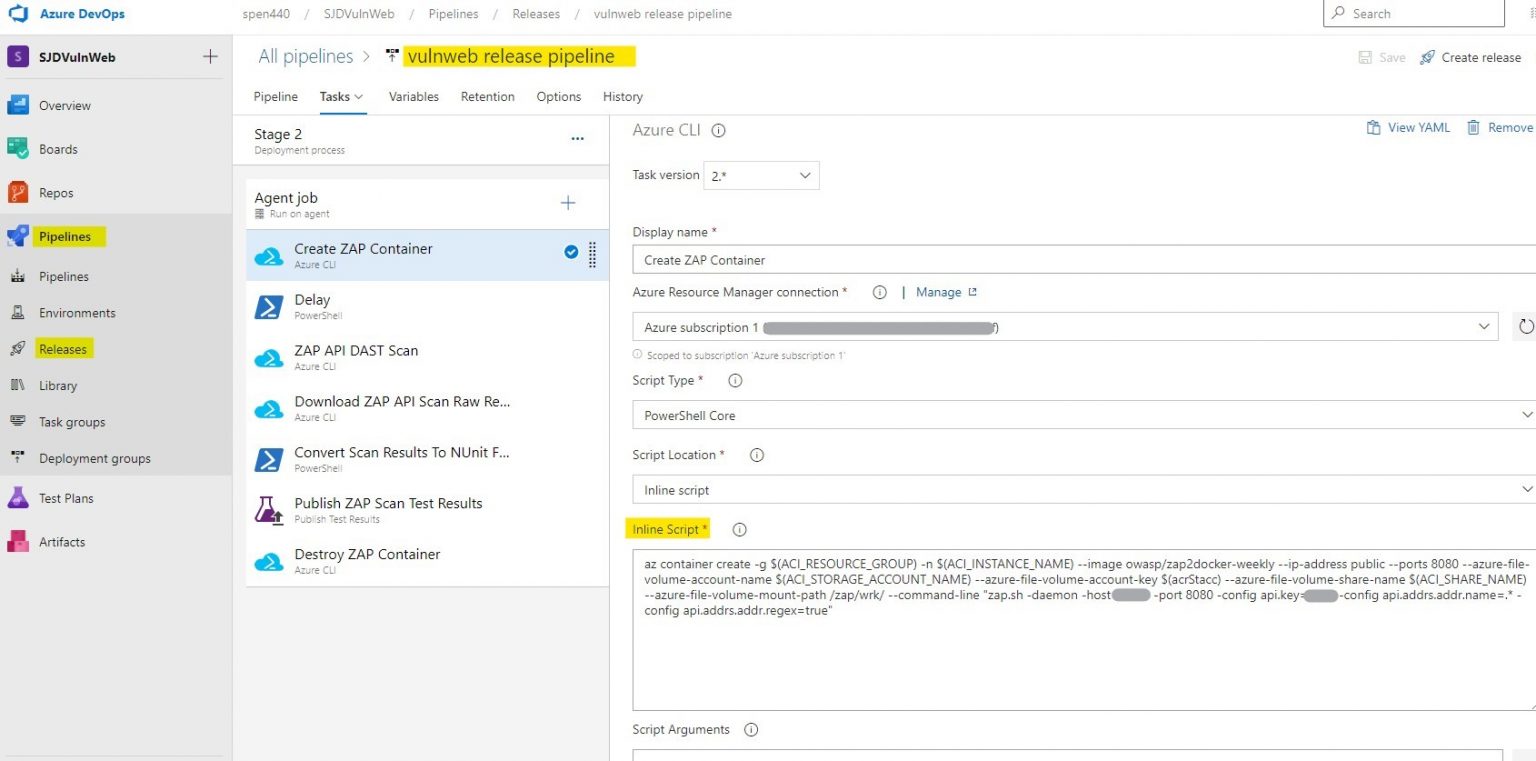 Azure DevOps
spen440 / SJDVulnWeb / Pipelines / Releases / vulnweb release pipeline
Search
S SJDVulnWeb
All pipelines > vulnweb release pipeline
Save Create release
Pipeline Tasks Variables Retention Options History
Overview
Boards
Repos
Pipelines
Pipelines
Environments
Releases
Library
Task groups
Deployment groups
Test Plans
Artifacts
Stage 2
Deployment process
Agent job
Run on agent
Create ZAP Container
Azure CLI
Delay
PowerShell
ZAP API DAST Scan
Azure CLI
Download ZAP API Scan Raw Re...
Azure CLI
Convert Scan Results To NUnit F...
PowerShell
Publish ZAP Scan Test Results
Publish Test Results
Destroy ZAP Container
Azure CLI
Azure CLI
View YAML Remove
Task version 2.*
Display name *
Create ZAP Container
Azure Resource Manager connection * | Manage
Azure subscription 1 )
Scoped to subscription 'Azure subscription 1'
Script Type *
PowerShell Core
Script Location *
Inline script
Inline Script *
az container create -g $(ACI_RESOURCE_GROUP) -n $(ACI_INSTANCE_NAME) --image owasp/zap2docker-weekly --ip-address public --ports 8080 --azure-file-
volume-account-name $(ACI_STORAGE_ACCOUNT_NAME) --azure-file-volume-account-key $(acrStacc) --azure-file-volume-share-name $(ACI_SHARE_NAME)
--azure-file-volume-mount-path /zap/wrk/ --command-line "zap.sh -daemon -host -port 8080 -config api.key= -config api.addrs.addr.name=.* -
config api.addrs.addr.regex=true"
Script Arguments